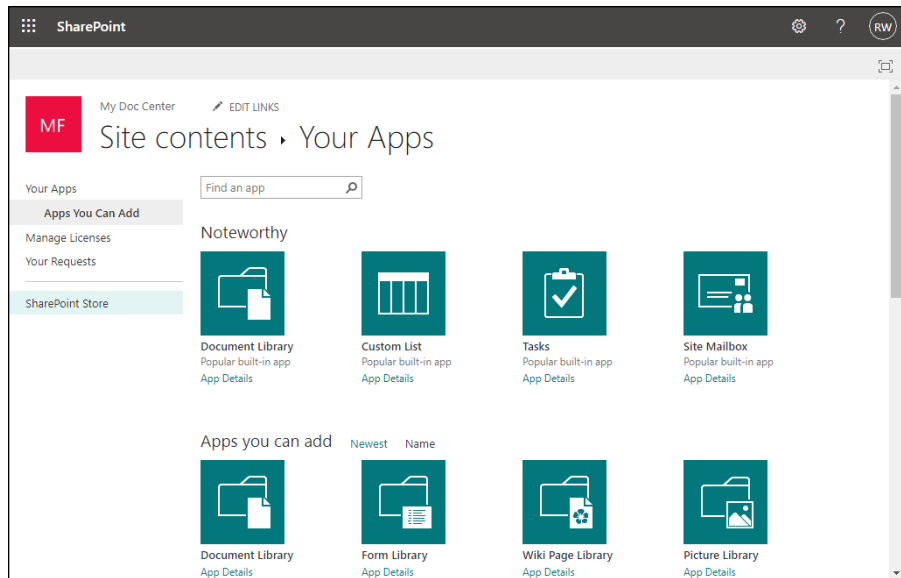 SharePoint
?
RW
My Doc Center
EDIT LINKS
MF
Site contents ▸ Your Apps
Your Apps
Apps You Can Add
Manage Licenses
Your Requests
SharePoint Store
Find an app
Noteworthy
Document Library
Popular built-in app
App Details
Custom List
Popular built-in app
App Details
Tasks
Popular built-in app
App Details
Site Mailbox
Popular built-in app
App Details
Apps you can add
Newest
Name
Document Library
App Details
Form Library
App Details
Wiki Page Library
App Details
Picture Library
App Details